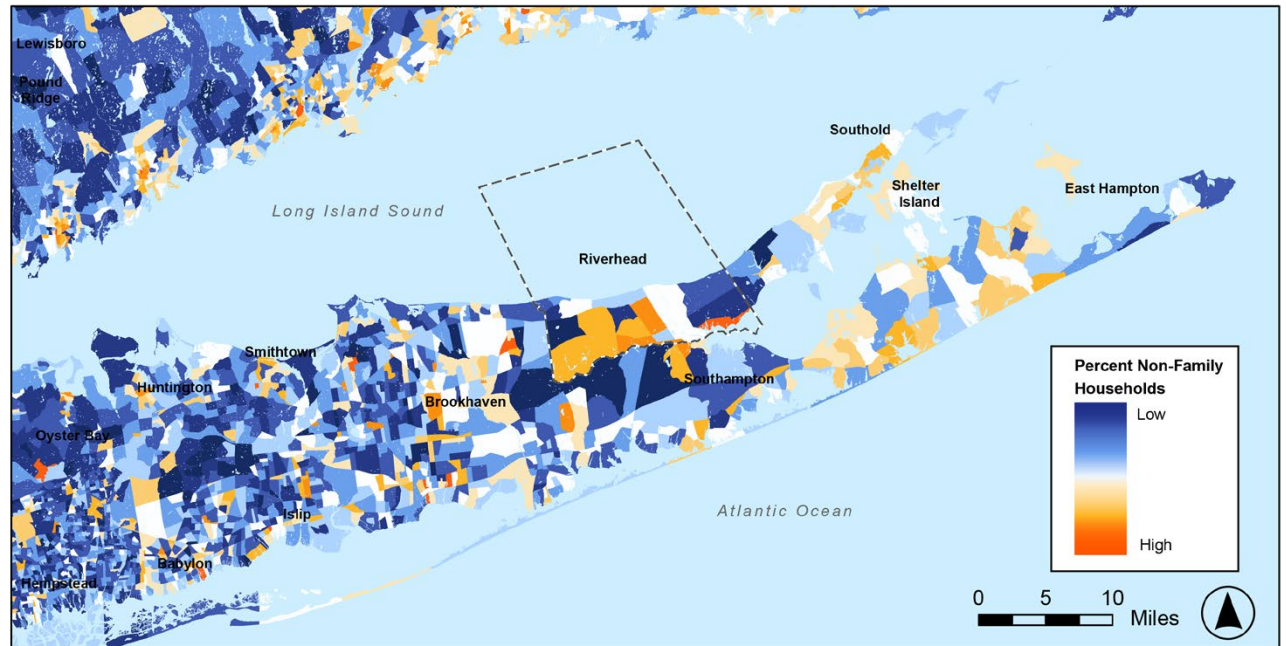 Lewisboro
Pound
Ridge
Southold
Shelter
Island
East Hampton
Long Island Sound
Riverhead
Smithtown
Huntington
Southampton
Brookhaven
Oyster Bay
Islip
Atlantic Ocean
Babylon
Hempstead
Percent Non-Family
Households
Low
High
0 5 10
Miles